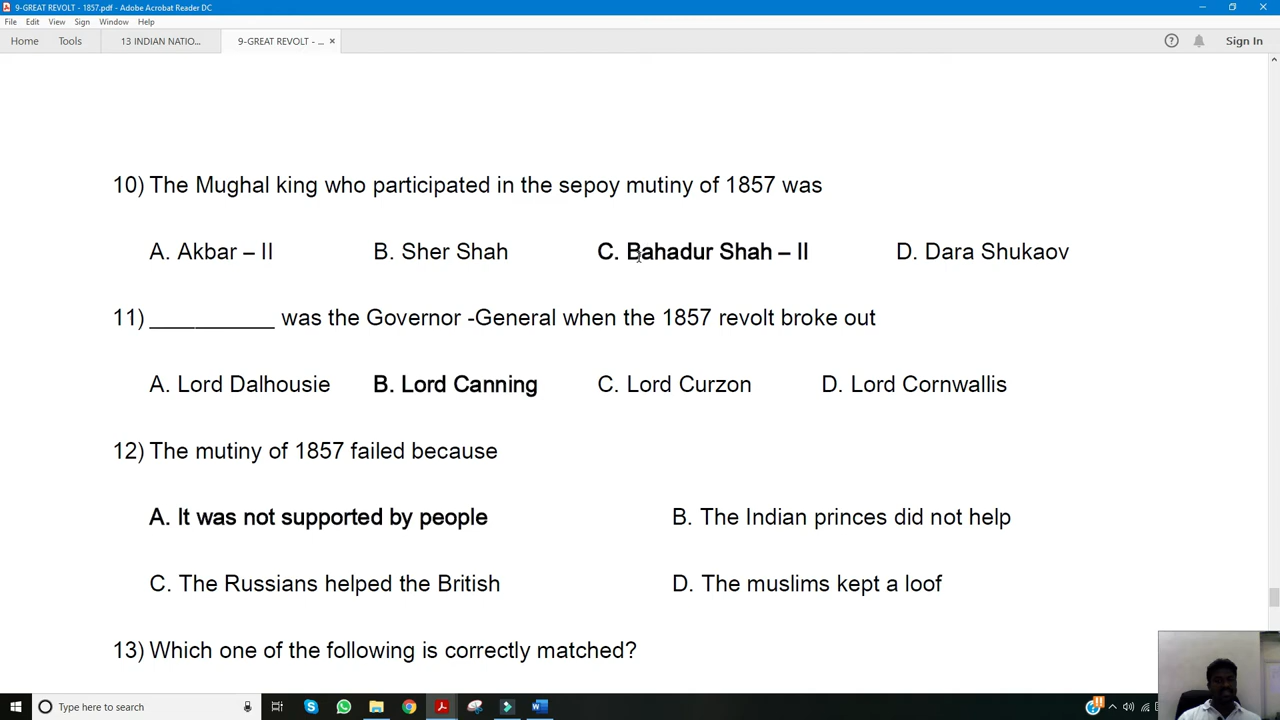 9-GREAT REVOLT - 1857.pdf - Adobe Acrobat Reader DC
File Edit View Sign Window Help
Home Tools 13 INDIAN NATIO... 9-GREAT REVOLT - ... × Sign In
10) The Mughal king who participated in the sepoy mutiny of 1857 was
A. Akbar – II B. Sher Shah C. Bahadur Shah – II D. Dara Shukaov
11) __________ was the Governor -General when the 1857 revolt broke out
A. Lord Dalhousie B. Lord Canning C. Lord Curzon D. Lord Cornwallis
12) The mutiny of 1857 failed because
A. It was not supported by people B. The Indian princes did not help
C. The Russians helped the British D. The muslims kept a loof
13) Which one of the following is correctly matched?
Type here to search